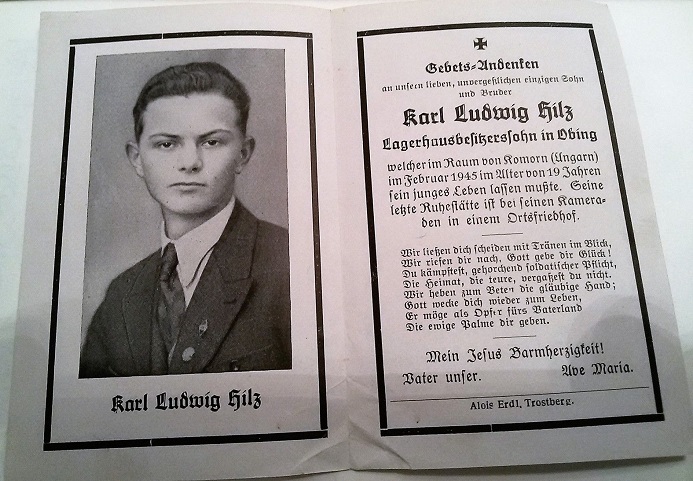 Karl Ludwig Hilz
Gebets-Andenken
an unsern lieben, unvergeßlichen einzigen Sohn
und Bruder
Karl Ludwig Hilz
Lagerhausbesitzerssohn in Obing
welcher im Raum von Komorn (Ungarn)
im Februar 1945 im Alter von 19 Jahren
sein junges Leben lassen mußte. Seine
letzte Ruhestätte ist bei seinen Kamera-
den in einem Ortsfriedhof.
Wir ließen dich scheiden mit Tränen im Blick,
Wir riefen dir nach, Gott gebe dir Glück!
Du kämpftest, gehorchend soldatischer Pflicht,
Die Heimat, die teure, vergaßest du nicht.
Wir heben zum Beten die gläubige Hand;
Gott wecke dich wieder zum Leben,
Er möge als Opfer fürs Vaterland
Die ewige Palme dir geben.
Mein Jesus Barmherzigkeit!
Vater unser. Ave Maria.
Alois Erdl, Trostberg.